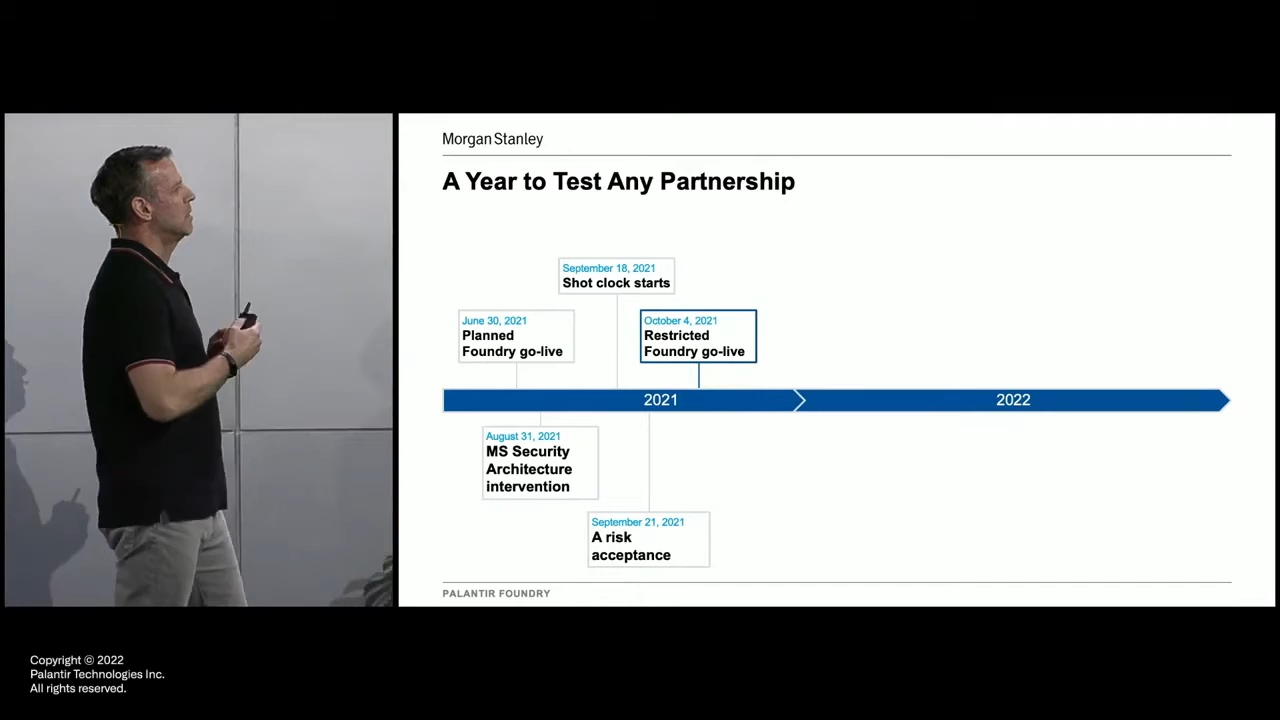 Morgan Stanley
A Year to Test Any Partnership
September 18, 2021
Shot clock starts
June 30, 2021
Planned
Foundry go-live
October 4, 2021
Restricted
Foundry go-live
2021
2022
August 31, 2021
MS Security
Architecture
intervention
September 21, 2021
A risk
acceptance
PALANTIR FOUNDRY
Copyright © 2022
Palantir Technologies Inc.
All rights reserved.